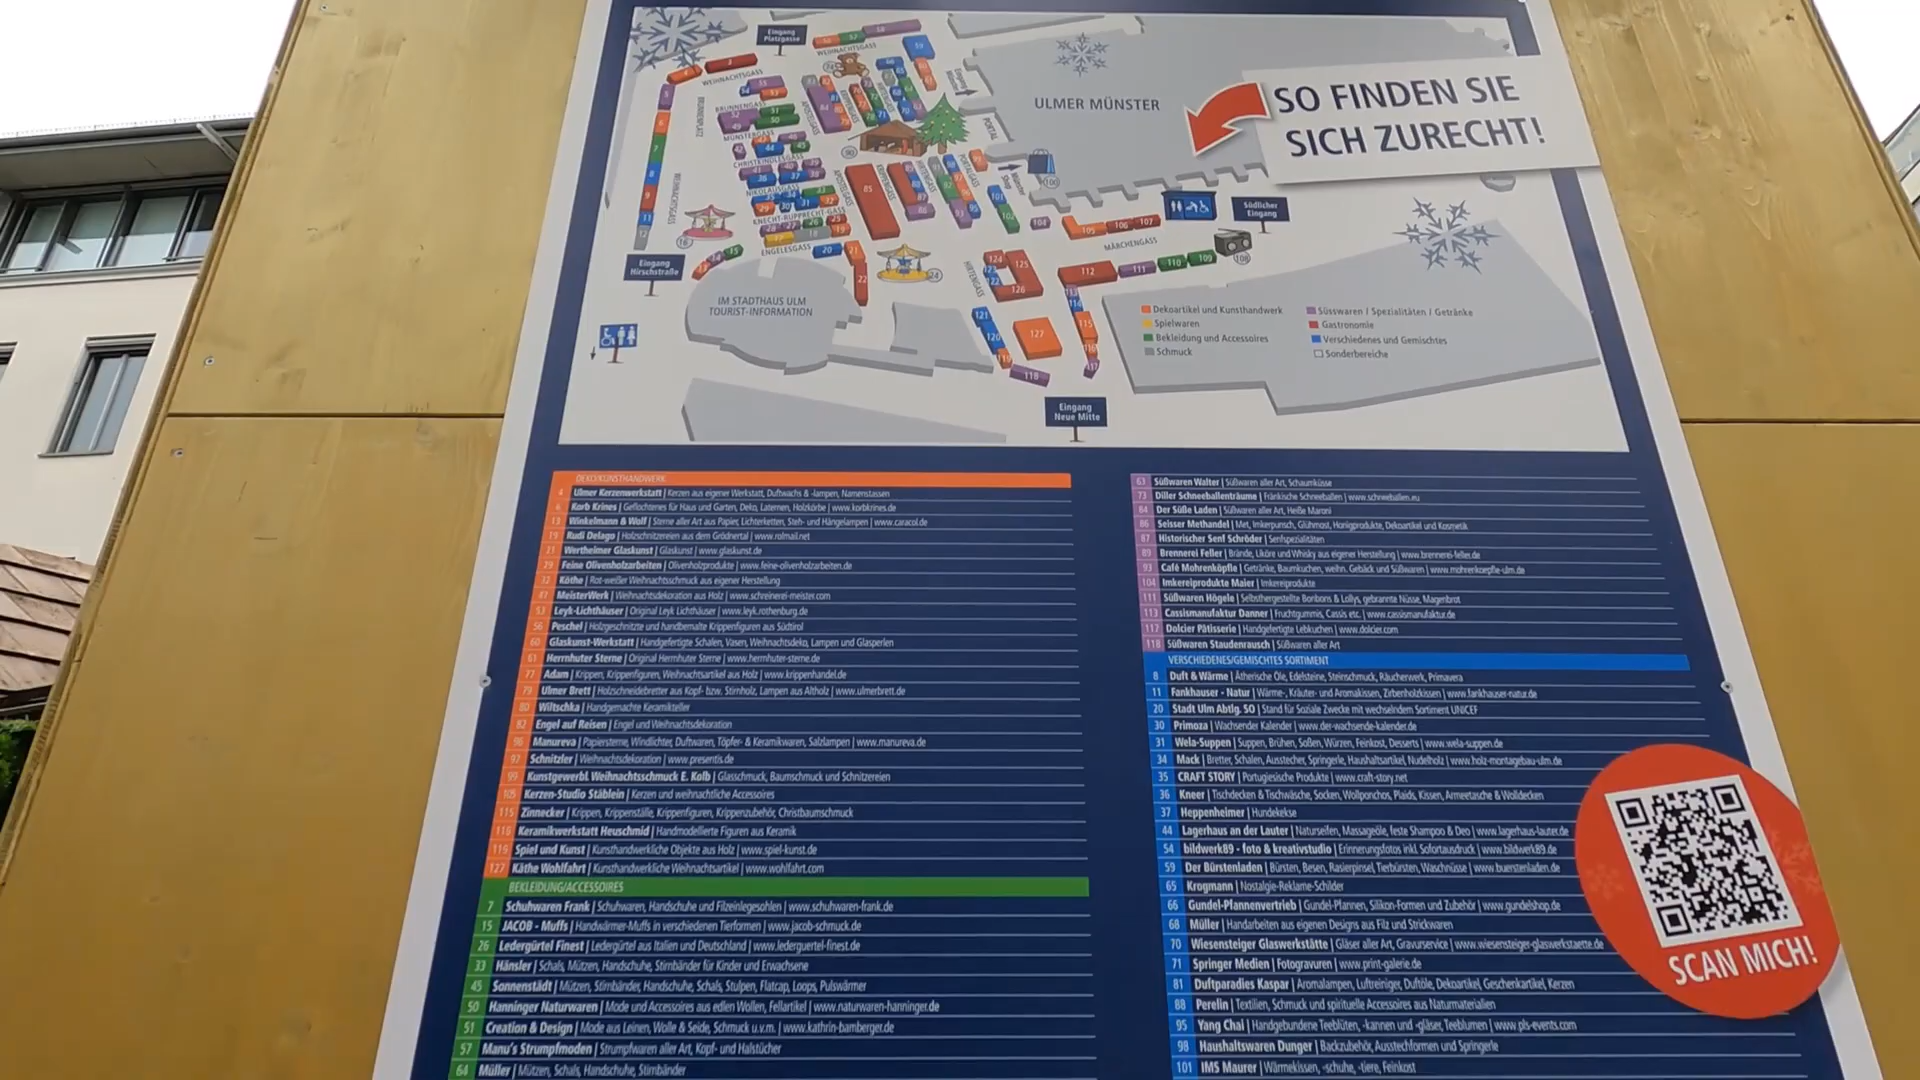 Eingang
Platzgasse
WEIHNACHTSGASS
WEIHNACHTSGASS
BRUNNENGASS
MÜNSTERGASS
CHRISTKINDLESGASS
NIKOLAUSGASS
KNECHT-RUPPRECHT-GASS
ENGELESGASS
APOSTELGASS
KRIPPENGASS
HIRTENGASS
PORTAL
MÄRCHENGASS
ULMER MÜNSTER
SO FINDEN SIE
SICH ZURECHT!
Südlicher
Eingang
Eingang
Hirschstraße
IM STADTHAUS ULM
TOURIST-INFORMATION
Eingang
Neue Mitte
Dekoartikel und Kunsthandwerk
Spielwaren
Bekleidung und Accessoires
Schmuck
Süsswaren / Spezialitäten / Getränke
Gastronomie
Verschiedenes und Gemischtes
Sonderbereiche
DEKO/KUNSTHANDWERK
4 Ulmer Kerzenwerkstatt | Kerzen aus eigener Werkstatt, Duftwachs & -lampen, Namenstassen
6 Korb Krines | Geflochtenes für Haus und Garten, Deko, Laternen, Holzkörbe | www.korbkrines.de
13 Winkelmann & Wolf | Sterne aller Art aus Papier, Lichterketten, Steh- und Hängelampen | www.caracol.de
19 Rudi Delago | Holzschnitzereien aus dem Grödnertal | www.rolmail.net
21 Wertheimer Glaskunst | Glaskunst | www.glaskunst.de
29 Feine Olivenholzarbeiten | Olivenholzprodukte | www.feine-olivenholzarbeiten.de
32 Köthe | Rot-weißer Weihnachtsschmuck aus eigener Herstellung
47 MeisterWerk | Weihnachtsdekoration aus Holz | www.schreinerei-meister.com
53 Leyk-Lichthäuser | Original Leyk Lichthäuser | www.leyk.rothenburg.de
56 Peschel | Holzgeschnitzte und handbemalte Krippenfiguren aus Südtirol
60 Glaskunst-Werkstatt | Handgefertigte Schalen, Vasen, Weihnachtsdeko, Lampen und Glasperlen
61 Herrnhuter Sterne | Original Herrnhuter Sterne | www.herrnhuter-sterne.de
77 Adam | Krippen, Krippenfiguren, Weihnachtsartikel aus Holz | www.krippenhandel.de
79 Ulmer Brett | Holzschneidebretter aus Kopf- bzw. Stirnholz, Lampen aus Altholz | www.ulmerbrett.de
80 Wiltschka | Handgemachte Keramikteller
82 Engel auf Reisen | Engel und Weihnachtsdekoration
96 Manureva | Papiersterne, Windlichter, Duftwaren, Töpfer- & Keramikwaren, Salzlampen | www.manureva.de
97 Schnitzler | Weihnachtsdekoration | www.presentis.de
99 Kunstgewerbl. Weihnachtsschmuck E. Kolb | Glasschmuck, Baumschmuck und Schnitzereien
105 Kerzen-Studio Stäblein | Kerzen und weihnachtliche Accessoires
115 Zinnecker | Krippen, Krippenställe, Krippenfiguren, Krippenzubehör, Christbaumschmuck
116 Keramikwerkstatt Heuschmid | Handmodellierte Figuren aus Keramik
119 Spiel und Kunst | Kunsthandwerkliche Objekte aus Holz | www.spiel-kunst.de
127 Käthe Wohlfahrt | Kunsthandwerkliche Weihnachtsartikel | www.wohlfahrt.com
BEKLEIDUNG/ACCESSOIRES
7 Schuhwaren Frank | Schuhwaren, Handschuhe und Filzeinlegesohlen | www.schuhwaren-frank.de
15 JACOB - Muffs | Handwärmer-Muffs in verschiedenen Tierformen | www.jacob-schmuck.de
26 Ledergürtel Finest | Ledergürtel aus Italien und Deutschland | www.lederguertel-finest.de
33 Hänsler | Schals, Mützen, Handschuhe, Stirnbänder für Kinder und Erwachsene
45 Sonnenstädt | Mützen, Stirnbänder, Handschuhe, Schals, Stulpen, Flatcap, Loops, Pulswärmer
50 Hanninger Naturwaren | Mode und Accessoires aus edlen Wollen, Fellartikel | www.naturwaren-hanninger.de
51 Creation & Design | Mode aus Leinen, Wolle & Seide, Schmuck u.v.m. | www.kathrin-bamberger.de
57 Manu's Strumpfmoden | Strumpfwaren aller Art, Kopf- und Halstücher
64 Müller | Mützen, Schals, Handschuhe, Stirnbänder
63 Süßwaren Walter | Süßwaren aller Art, Schaumküsse
73 Diller Schneeballenträume | Fränkische Schneeballen | www.schneeballen.eu
84 Der Süße Laden | Süßwaren aller Art, Heiße Maroni
86 Seisser Methandel | Met, Imkerpunsch, Glühmost, Honigprodukte, Dekoartikel und Kosmetik
87 Historischer Senf Schröder | Senfspezialitäten
89 Brennerei Feller | Brände, Liköre und Whisky aus eigener Herstellung | www.brennerei-feller.de
93 Café Mohrenköpfle | Getränke, Baumkuchen, weihn. Gebäck und Süßwaren | www.mohrenkoepfle-ulm.de
104 Imkereiprodukte Maier | Imkereiprodukte
111 Süßwaren Högele | Selbsthergestellte Bonbons & Lollys, gebrannte Nüsse, Magenbrot
113 Cassismanufaktur Danner | Fruchtgummis, Cassis etc. | www.cassismanufaktur.de
117 Dolcier Pâtisserie | Handgefertigte Lebkuchen | www.dolcier.com
118 Süßwaren Staudenrausch | Süßwaren aller Art
VERSCHIEDENES/GEMISCHTES SORTIMENT
8 Duft & Wärme | Ätherische Öle, Edelsteine, Steinschmuck, Räucherwerk, Primavera
11 Fankhauser - Natur | Wärme-, Kräuter- und Aromakissen, Zirbenholzkissen | www.fankhauser-natur.de
20 Stadt Ulm Abtlg. SO | Stand für Soziale Zwecke mit wechselndem Sortiment UNICEF
30 Primoza | Wachsender Kalender | www.der-wachsende-kalender.de
31 Wela-Suppen | Suppen, Brühen, Soßen, Würzen, Feinkost, Desserts | www.wela-suppen.de
34 Mack | Bretter, Schalen, Ausstecher, Springerle, Haushaltsartikel, Nudelholz | www.holz-montagebau-ulm.de
35 CRAFT STORY | Portugiesische Produkte | www.craft-story.net
36 Kneer | Tischdecken & Tischwäsche, Socken, Wollponchos, Plaids, Kissen, Armeetasche & Wolldecken
37 Heppenheimer | Hundekekse
44 Lagerhaus an der Lauter | Naturseifen, Massageöle, feste Shampoo & Deo | www.lagerhaus-lauter.de
54 bildwerk89 - foto & kreativstudio | Erinnerungsfotos inkl. Sofortausdruck | www.bildwerk89.de
59 Der Bürstenladen | Bürsten, Besen, Rasierpinsel, Tierbürsten, Waschnüsse | www.buerstenladen.de
65 Krogmann | Nostalgie-Reklame-Schilder
66 Gundel-Pfannenvertrieb | Gundel-Pfannen, Silikon-Formen und Zubehör | www.gundelshop.de
68 Müller | Handarbeiten aus eigenen Designs aus Filz und Strickwaren
70 Wiesensteiger Glaswerkstätte | Gläser aller Art, Gravurservice | www.wiesensteiger-glaswerkstaette.de
71 Springer Medien | Fotogravuren | www.print-galerie.de
81 Duftparadies Kaspar | Aromalampen, Luftreiniger, Duftöle, Dekoartikel, Geschenkartikel, Kerzen
88 Perelin | Textilien, Schmuck und spirituelle Accessoires aus Naturmaterialien
95 Yang Chai | Handgebundene Teeblüten, -kannen und -gläser, Teeblumen | www.pls-events.com
98 Haushaltswaren Dunger | Backzubehör, Ausstechformen und Springerle
101 IMS Maurer | Wärmekissen, -schuhe, -tiere, Feinkost
SCAN MICH!